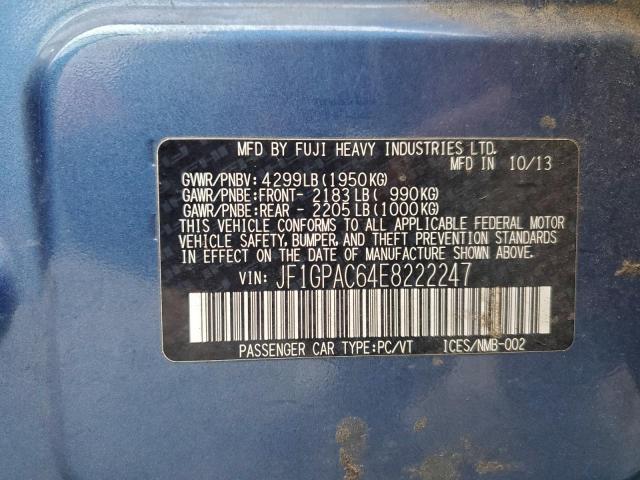 MFD BY FUJI HEAVY INDUSTRIES LTD.
MFD IN 10/13
GVWR/PNBV: 4299LB(1950KG)
GAWR/PNBE:FRONT- 2183LB( 990KG)
GAWR/PNBE:REAR - 2205LB(1000KG)
THIS VEHICLE CONFORMS TO ALL APPLICABLE FEDERAL MOTOR
VEHICLE SAFETY, BUMPER, AND THEFT PREVENTION STANDARDS
IN EFFECT ON THE DATE OF MANUFACTURE SHOWN ABOVE.
VIN: JF1GPAC64E8222247
PASSENGER CAR TYPE:PC/VT ICES/NMB-002